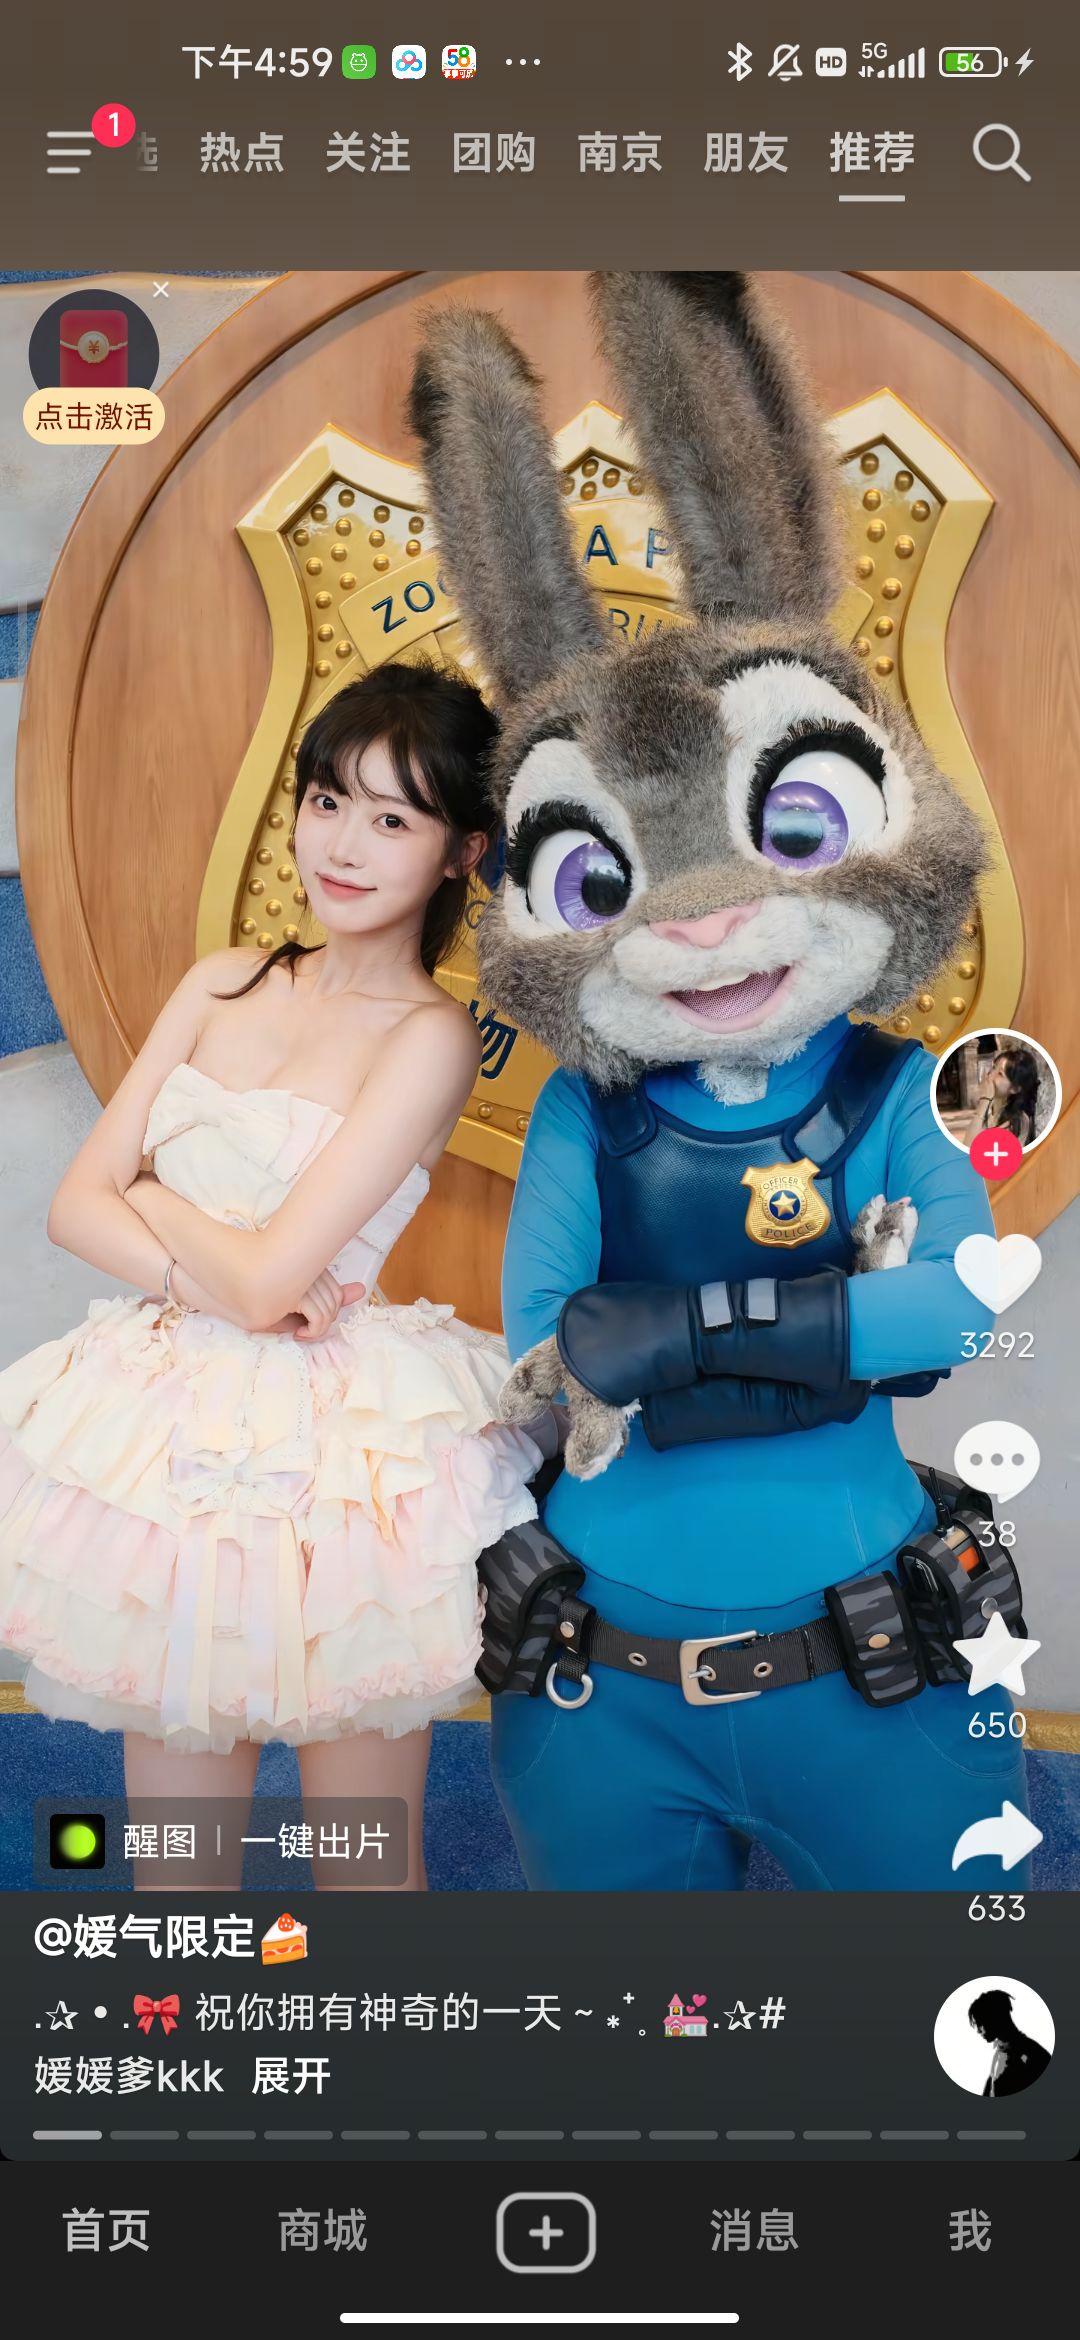 下午4:59 58 ... HD 5G 56
1
热点 关注 团购 南京 朋友 推荐
点击激活
ZOO A P
物
OFFICER
POLICE
3292
38
650
633
醒图 | 一键出片
@媛气限定🍰
.✰ • .🎀 祝你拥有神奇的一天 ~ ⁎⁺˳💒.✰#
媛媛爹kkk 展开
首页 商城 消息 我